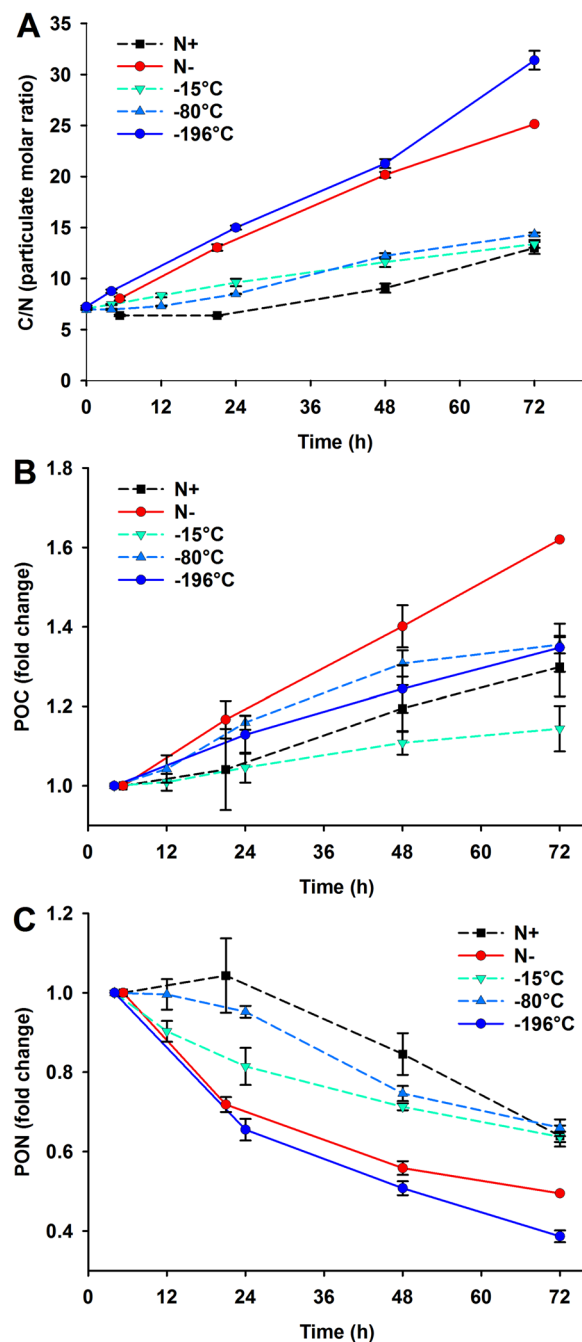 A
N+
N-
-15°C
-80°C
-196°C
35
30
25
20
15
10
5
0
C/N (particulate molar ratio)
0 12 24 36 48 60 72
Time (h)
B
N+
N-
-15°C
-80°C
-196°C
1.8
1.6
1.4
1.2
1.0
POC (fold change)
0 12 24 36 48 60 72
Time (h)
C
N+
N-
-15°C
-80°C
-196°C
1.2
1.0
0.8
0.6
0.4
PON (fold change)
0 12 24 36 48 60 72
Time (h)